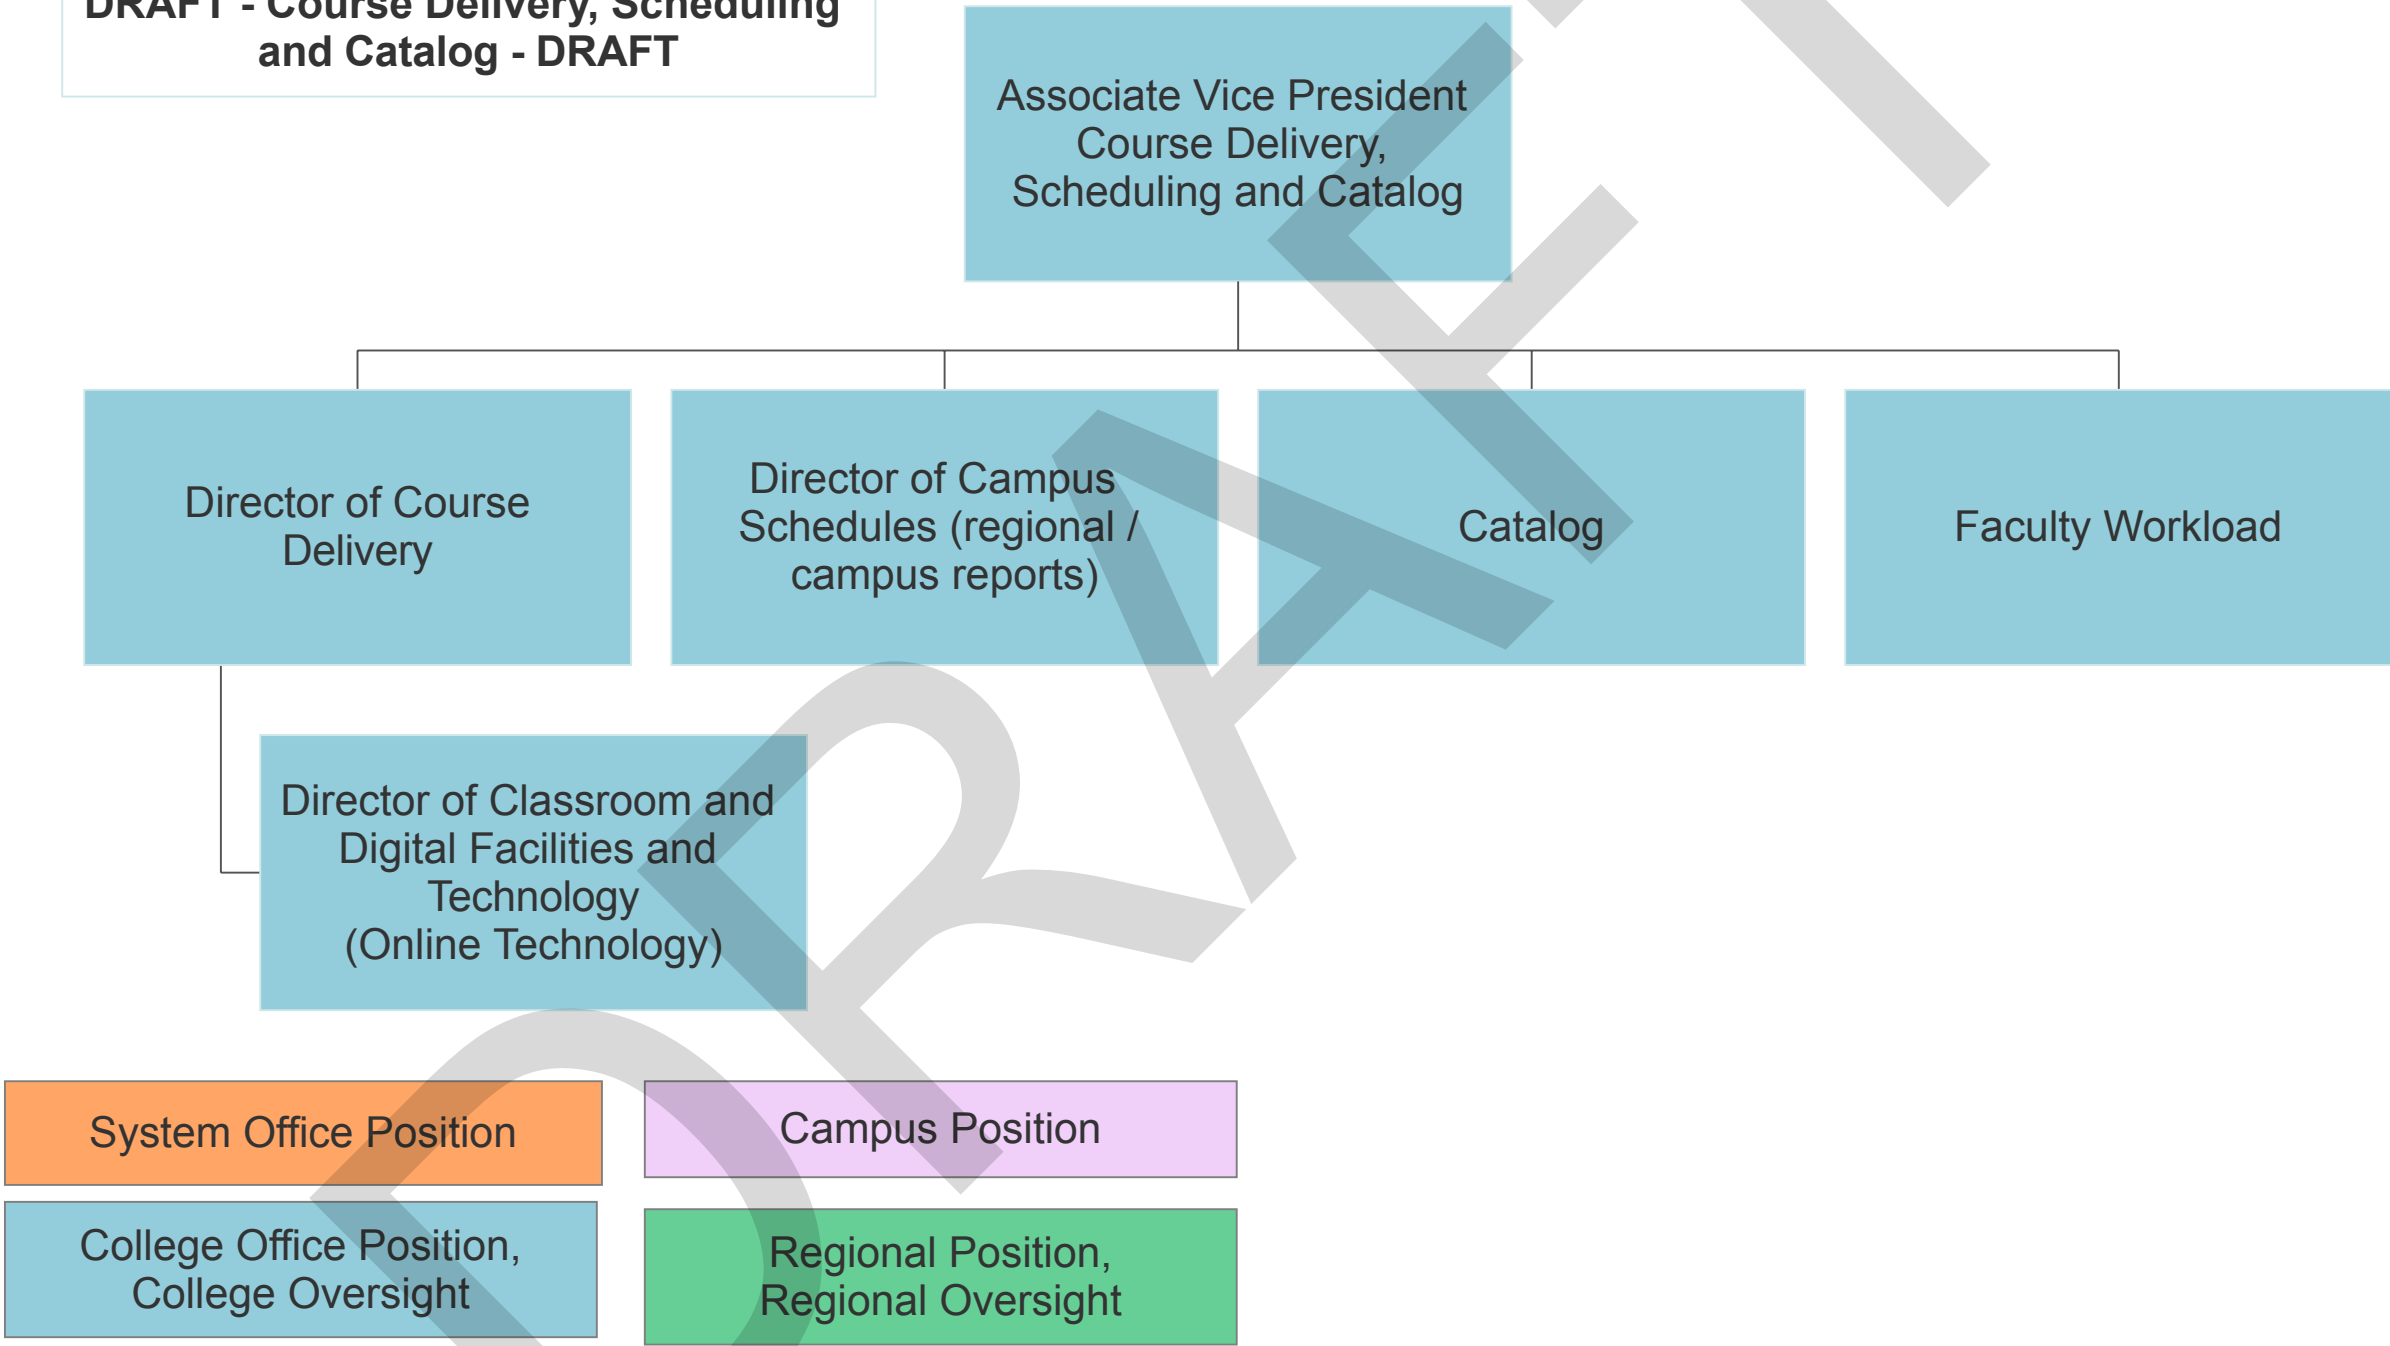 DRAFT - Course Delivery, Scheduling
and Catalog - DRAFT
Associate Vice President
Course Delivery,
Scheduling and Catalog
Director of Course
Delivery
Director of Campus
Schedules (regional /
campus reports)
Catalog
Faculty Workload
Director of Classroom and
Digital Facilities and
Technology
(Online Technology)
System Office Position
Campus Position
College Office Position,
College Oversight
Regional Position,
Regional Oversight
DRAFT